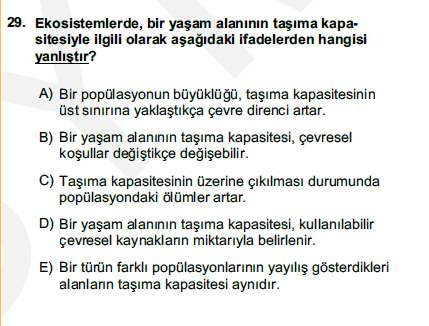 29. Ekosistemlerde, bir yaşam alanının taşıma kapa-
sitesiyle ilgili olarak aşağıdaki ifadelerden hangisi
yanlıştır?
A) Bir popülasyonun büyüklüğü, taşıma kapasitesinin
üst sınırına yaklaştıkça çevre direnci artar.
B) Bir yaşam alanının taşıma kapasitesi, çevresel
koşullar değiştikçe değişebilir.
C) Taşıma kapasitesinin üzerine çıkılması durumunda
popülasyondaki ölümler artar.
D) Bir yaşam alanının taşıma kapasitesi, kullanılabilir
çevresel kaynakların miktarıyla belirlenir.
E) Bir türün farklı popülasyonlarının yayılış gösterdikleri
alanların taşıma kapasitesi aynıdır.